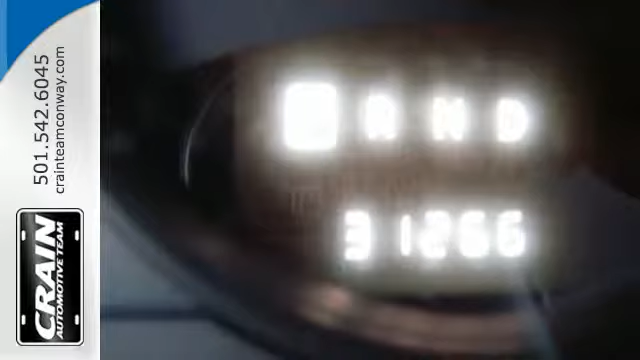 501.542.6045
crainteamconway.com
CRAIN
AUTOMOTIVE TEAM
P R N D
31266